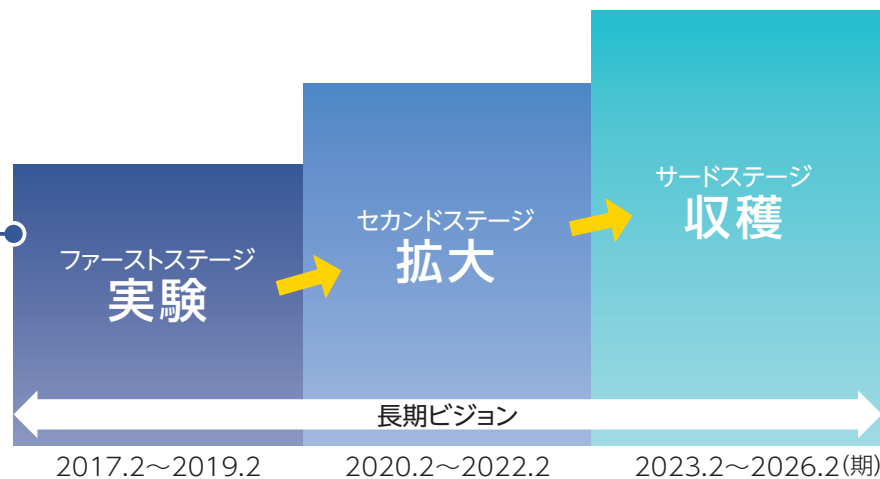 ファーストステージ
実験
セカンドステージ
拡大
サードステージ
収穫
長期ビジョン
2017.2〜2019.2
2020.2〜2022.2
2023.2〜2026.2(期)